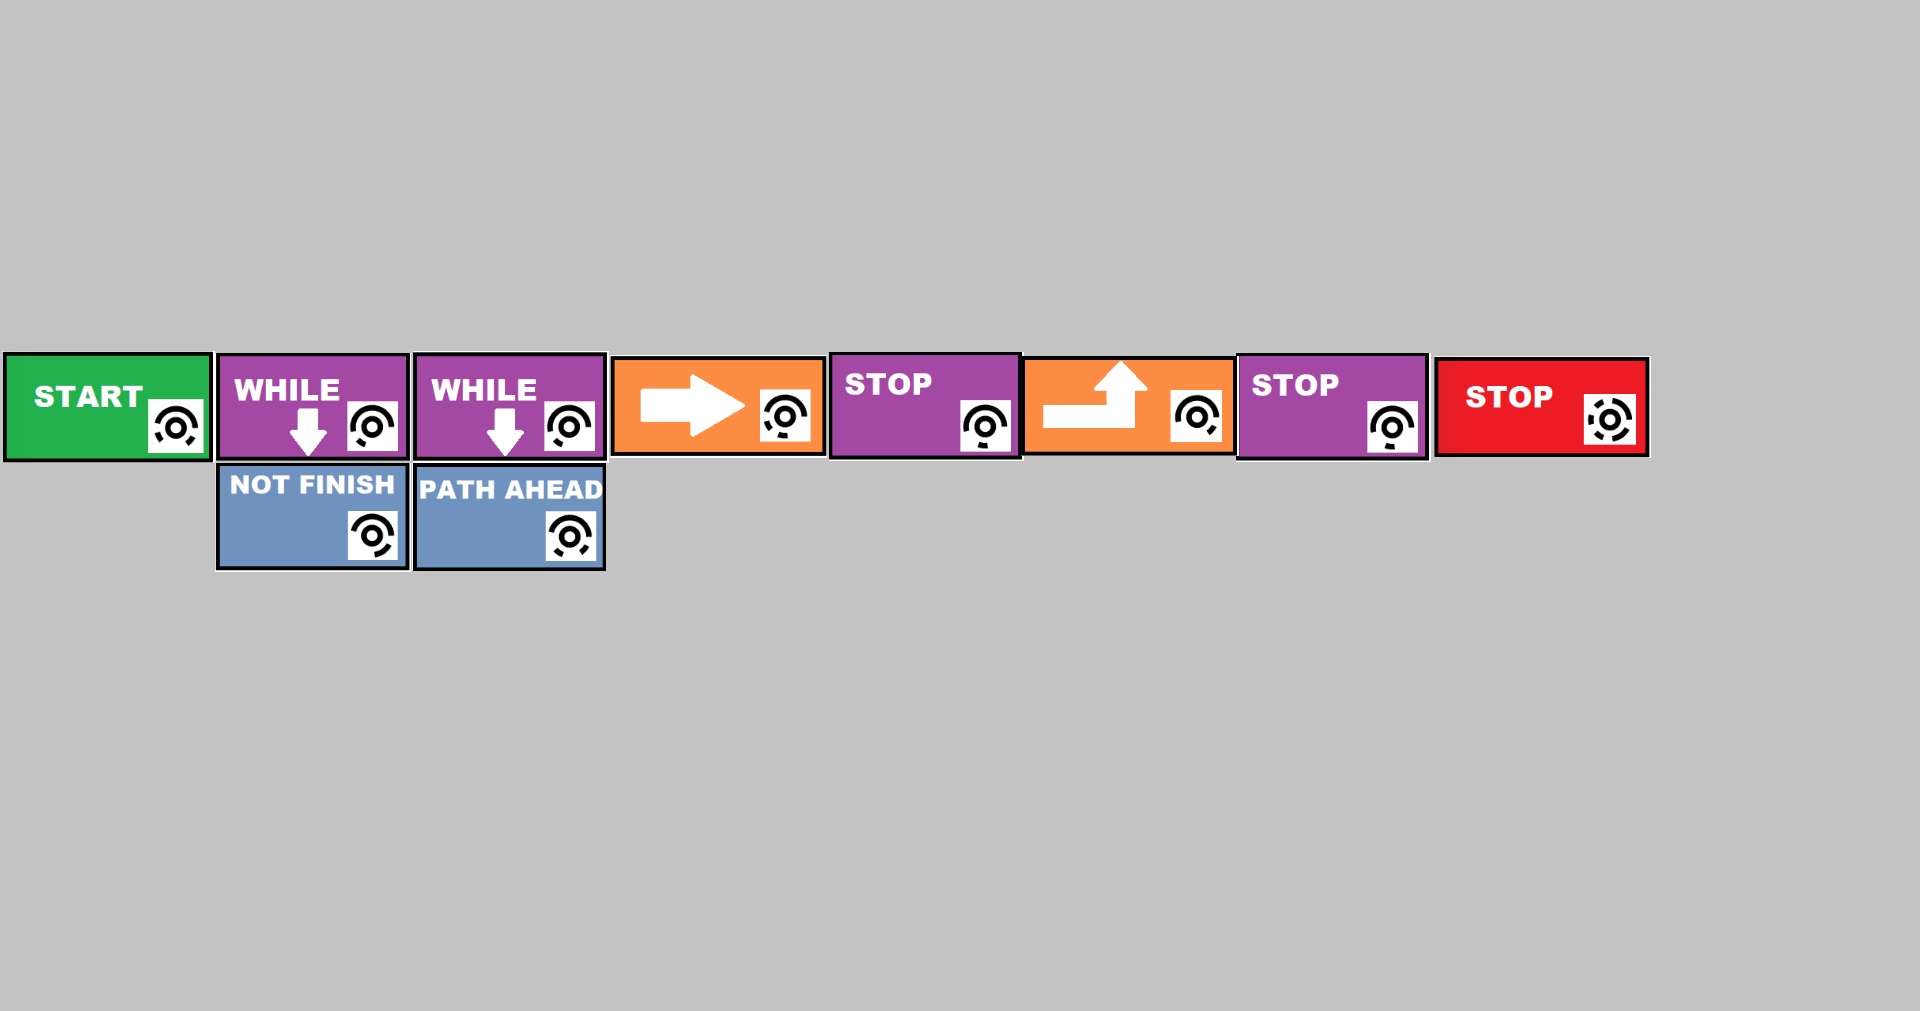 START
WHILE
WHILE
STOP
STOP
STOP
NOT FINISH
PATH AHEAD